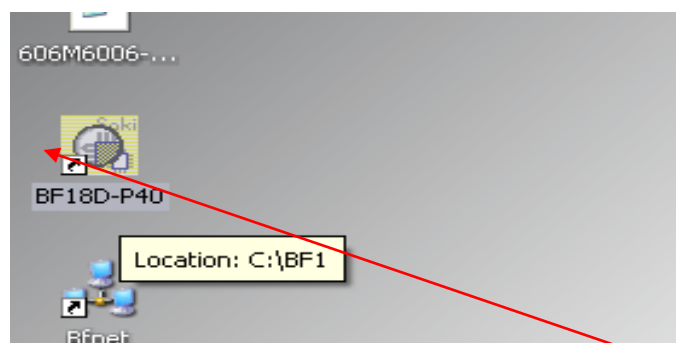 606M6006-...
Soki
BF18D-P40
Location: C:\BF1
Bfnet